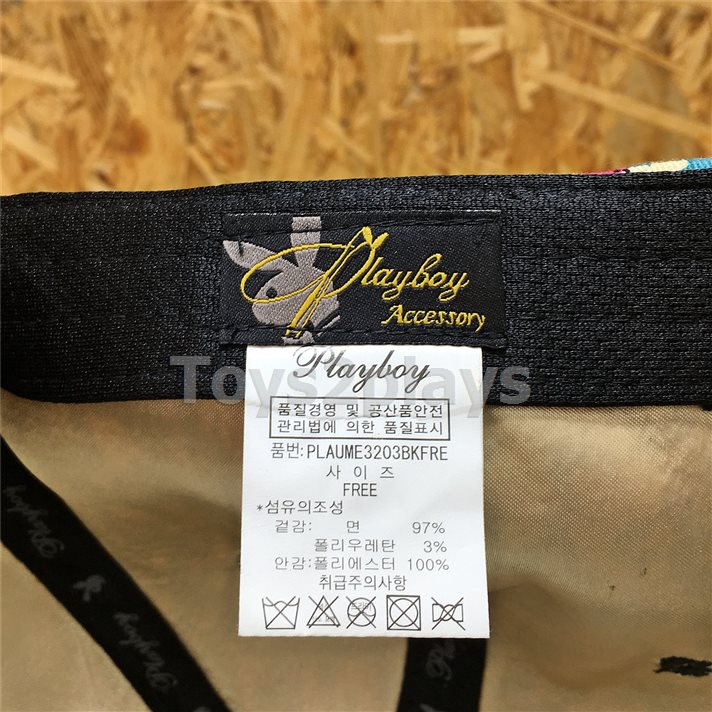 Playboy
Accessory
Playboy
Toys2plays
품질경영 및 공산품안전
관리법에 의한 품질표시
품번:PLAUME3203BKFRE
사 이 즈
FREE
*섬유의조성
겉감: 면 97%
폴리우레탄 3%
안감:폴리에스터 100%
취급주의사항
Playboy
Playboy
Playboy